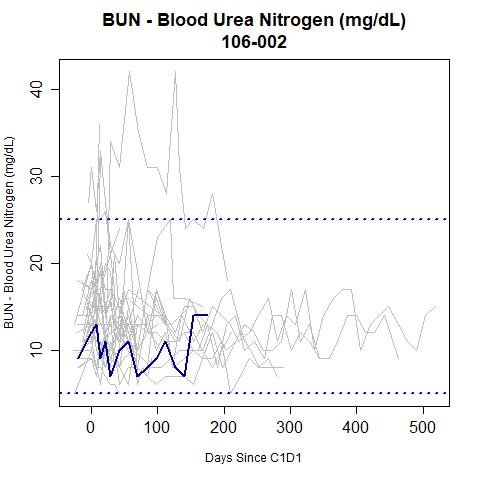 BUN - Blood Urea Nitrogen (mg/dL)
106-002
BUN - Blood Urea Nitrogen (mg/dL)
40
30
20
10
0 100 200 300 400 500
Days Since C1D1